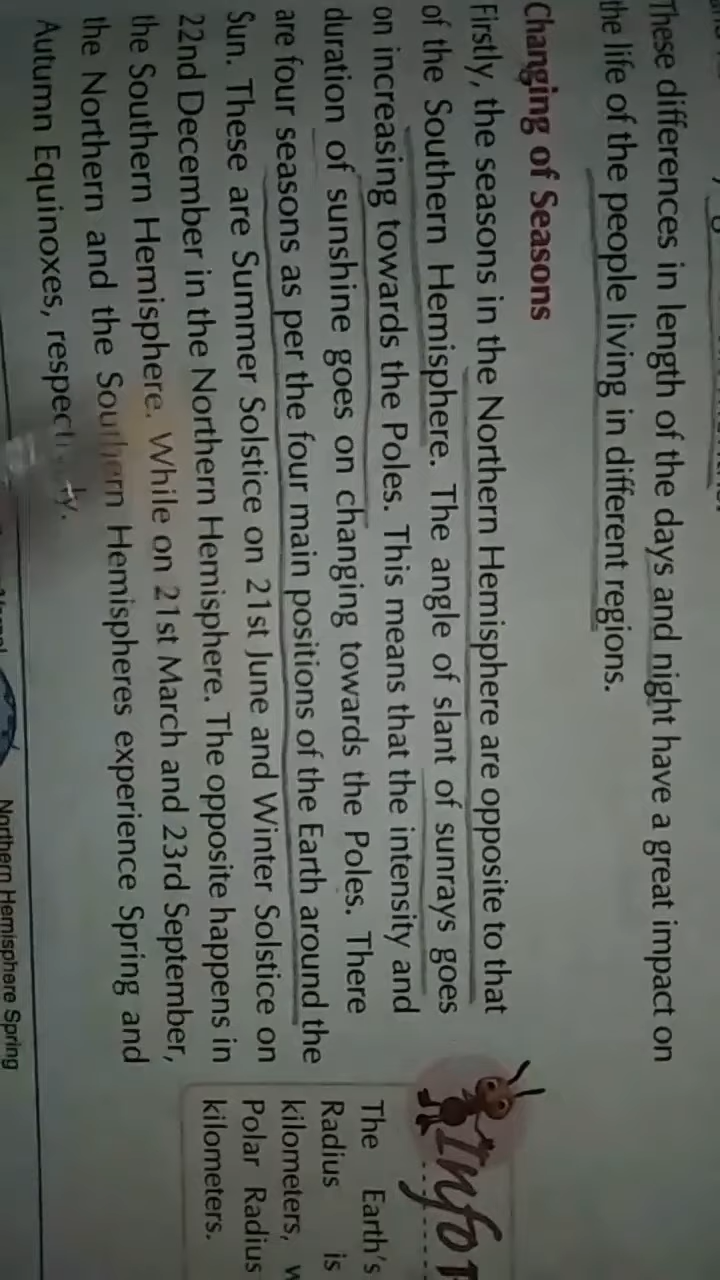 These differences in length of the days and night have a great impact on
the life of the people living in different regions.
Changing of Seasons
Firstly, the seasons in the Northern Hemisphere are opposite to that
of the Southern Hemisphere. The angle of slant of sunrays goes
on increasing towards the Poles. This means that the intensity and
duration of sunshine goes on changing towards the Poles. There
are four seasons as per the four main positions of the Earth around the
Sun. These are Summer Solstice on 21st June and Winter Solstice on
22nd December in the Northern Hemisphere. The opposite happens in
the Southern Hemisphere. While on 21st March and 23rd September,
the Northern and the Southern Hemispheres experience Spring and
Autumn Equinoxes,
The Earth's
Radius is
kilometers,
Polar Radius
kilometers.
Northern Hemisphere Spring